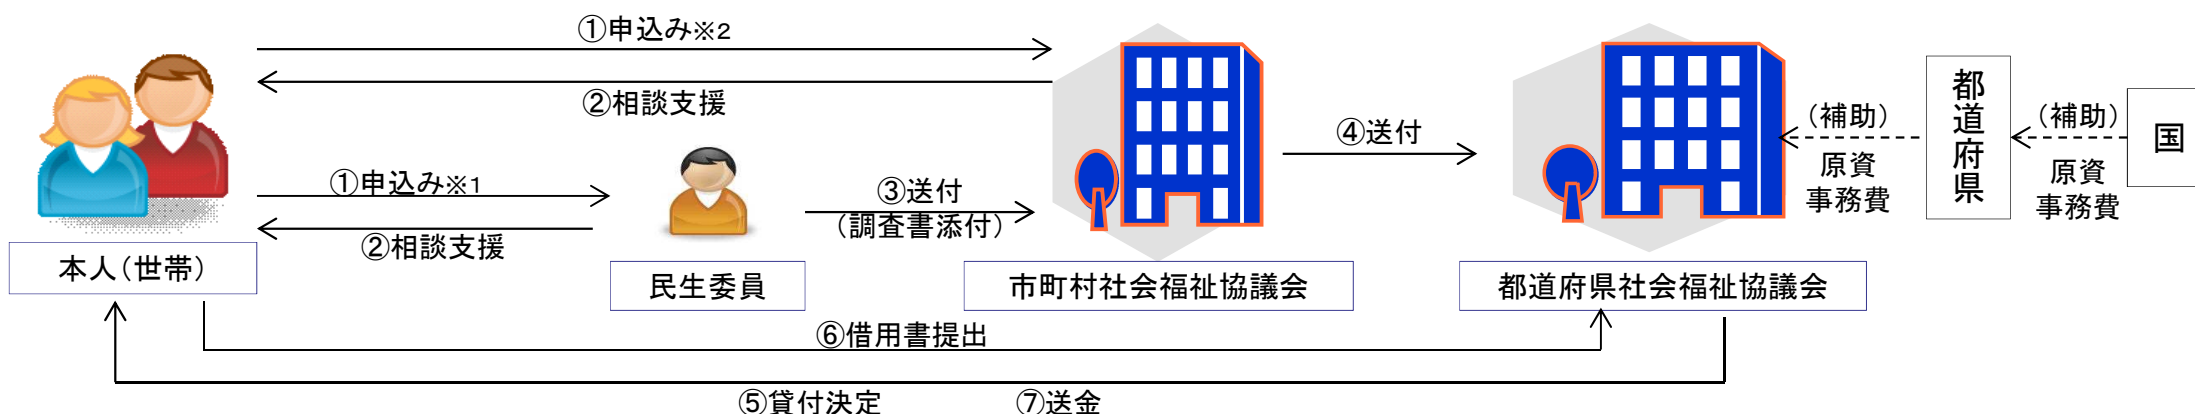 ①申込み※2
②相談支援
①申込み※1
②相談支援
③送付
（調査書添付）
④送付
（補助）
原資
事務費
都道府県
（補助）
原資
事務費
国
本人（世帯）
民生委員
市町村社会福祉協議会
都道府県社会福祉協議会
⑥借用書提出
⑤貸付決定
⑦送金